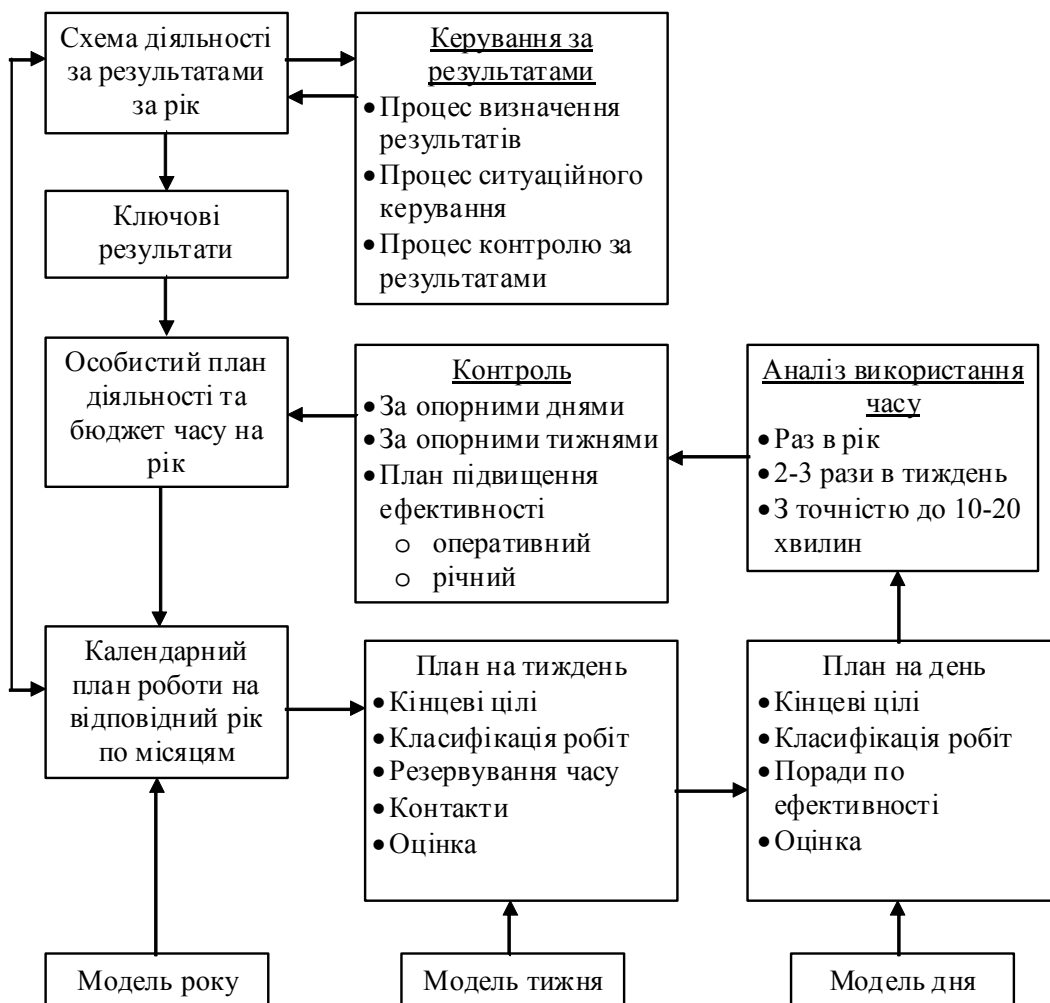 Схема діяльності
за результатами
за рік
Керування за
результатами
•Процес визначення
результатів
•Процес ситуаційного
керування
•Процес контролю за
результатами
Ключові
результати
Особистий план
діяльності та
бюджет часу на
рік
Контроль
•За опорними днями
•За опорними тижнями
•План підвищення
ефективності
o оперативний
o річний
Аналіз використання
часу
•Раз в рік
•2-3 рази в тиждень
•З точністю до 10-20
хвилин
Календарний
план роботи на
відповідний рік
по місяцям
План на тиждень
•Кінцеві цілі
•Класифікація робіт
•Резервування часу
•Контакти
•Оцінка
План на день
•Кінцеві цілі
•Класифікація робіт
•Поради по
ефективності
•Оцінка
Модель року
Модель тижня
Модель дня